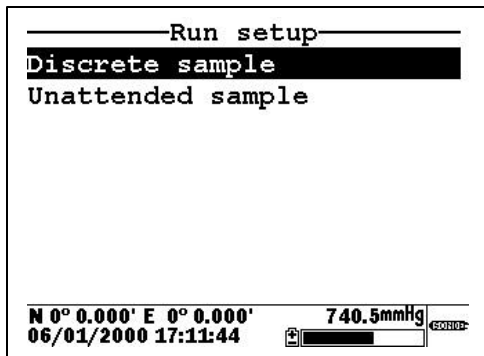 Run setup
Discrete sample
Unattended sample
N 0° 0.000' E 0° 0.000' 740.5mmHg
06/01/2000 17:11:44
SONDE